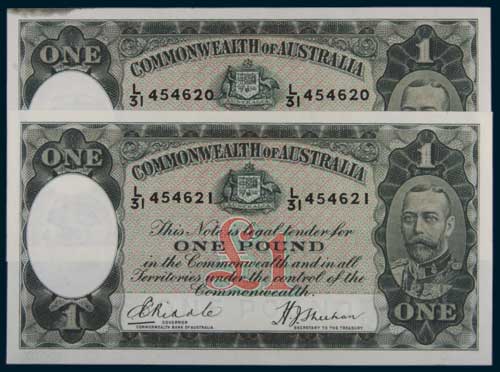 ONE COMMONWEALTH OF AUSTRALIA 1
L/31 454620 L/31 454620
ONE COMMONWEALTH OF AUSTRALIA 1
L/31 454621 L/31 454621
This Note is legal tender for
£1
ONE POUND
in the Commonwealth and in all
Territories under the control of the
Commonwealth.
1 ONE
E C Riddle H.J. Sheehan
GOVERNOR SECRETARY TO THE TREASURY
COMMONWEALTH BANK OF AUSTRALIA